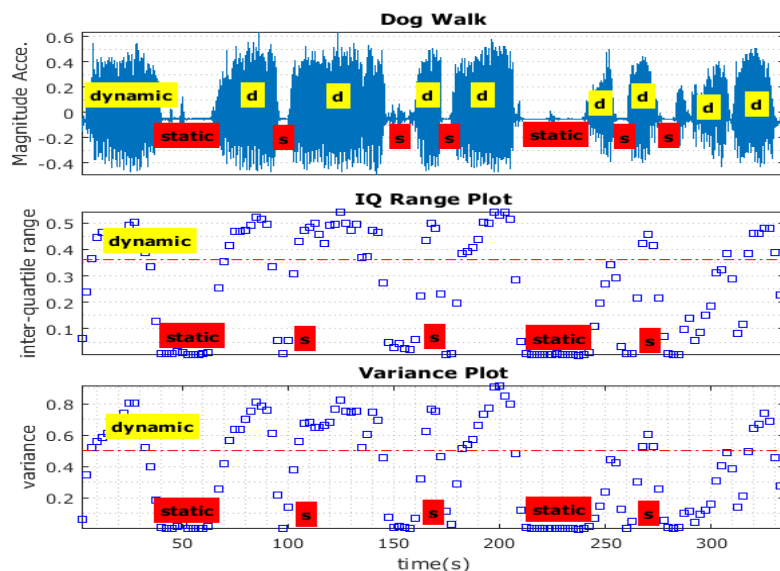 Dog Walk
Magnitude Acce.
0.6
0.4
0.2
0
-0.2
-0.4
dynamic
static
d
s
d
s
d
s
d
static
d
s
d
s
d
d
IQ Range Plot
inter-quartile range
0.5
0.4
0.3
0.2
0.1
dynamic
static
s
s
static
s
Variance Plot
variance
0.8
0.6
0.4
0.2
dynamic
static
s
s
static
s
50 100 150 200 250 300
time(s)